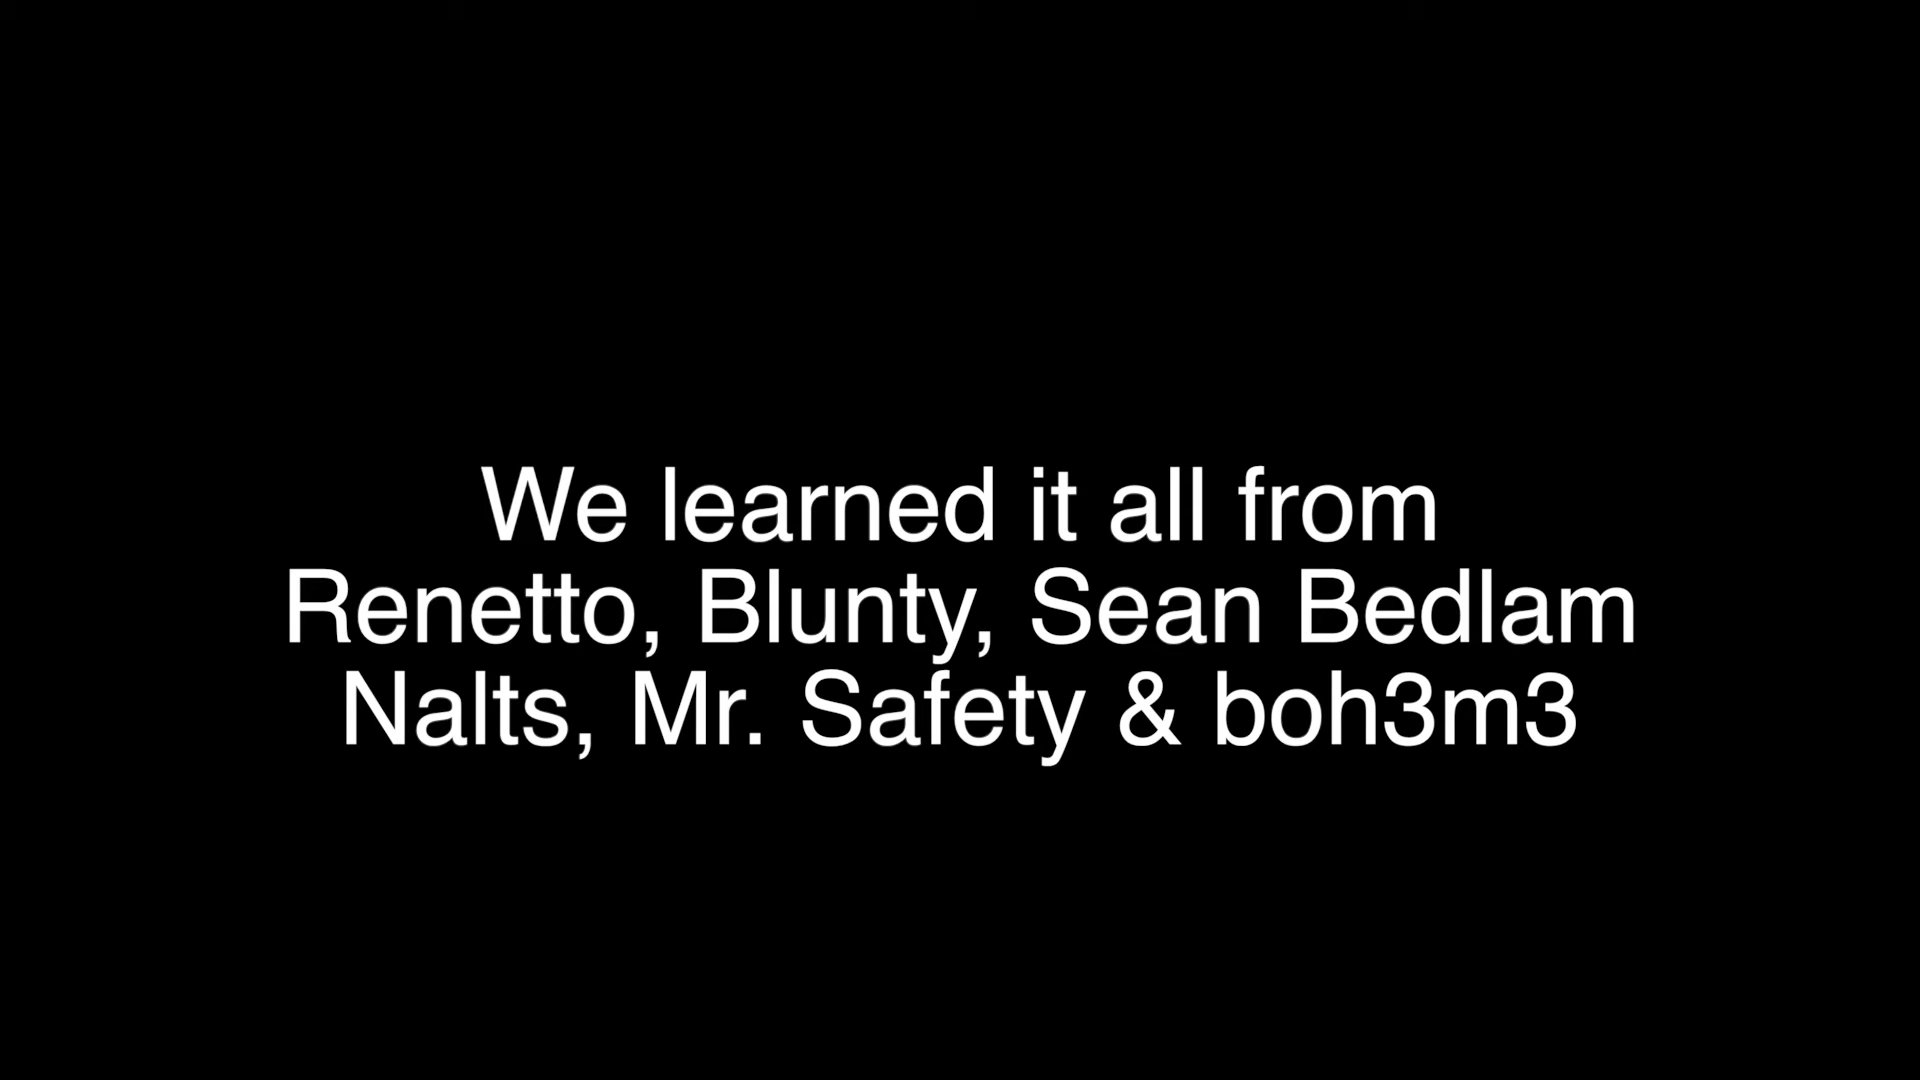 We learned it all from
Renetto, Blunty, Sean Bedlam
Nalts, Mr. Safety & boh3m3